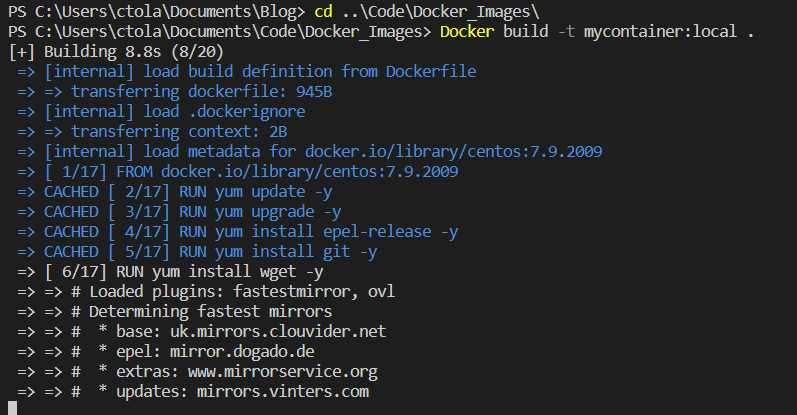 PS C:\Users\ctola\Documents\Blog> cd ..\Code\Docker_Images\
PS C:\Users\ctola\Documents\Code\Docker_Images> Docker build -t mycontainer:local .
[+] Building 8.8s (8/20)
=> [internal] load build definition from Dockerfile
=> => transferring dockerfile: 945B
=> [internal] load .dockerignore
=> => transferring context: 2B
=> [internal] load metadata for docker.io/library/centos:7.9.2009
=> [ 1/17] FROM docker.io/library/centos:7.9.2009
=> CACHED [ 2/17] RUN yum update -y
=> CACHED [ 3/17] RUN yum upgrade -y
=> CACHED [ 4/17] RUN yum install epel-release -y
=> CACHED [ 5/17] RUN yum install git -y
=> [ 6/17] RUN yum install wget -y
=> => # Loaded plugins: fastestmirror, ovl
=> => # Determining fastest mirrors
=> => #  * base: uk.mirrors.clouvider.net
=> => #  * epel: mirror.dogado.de
=> => #  * extras: www.mirrorservice.org
=> => #  * updates: mirrors.vinters.com